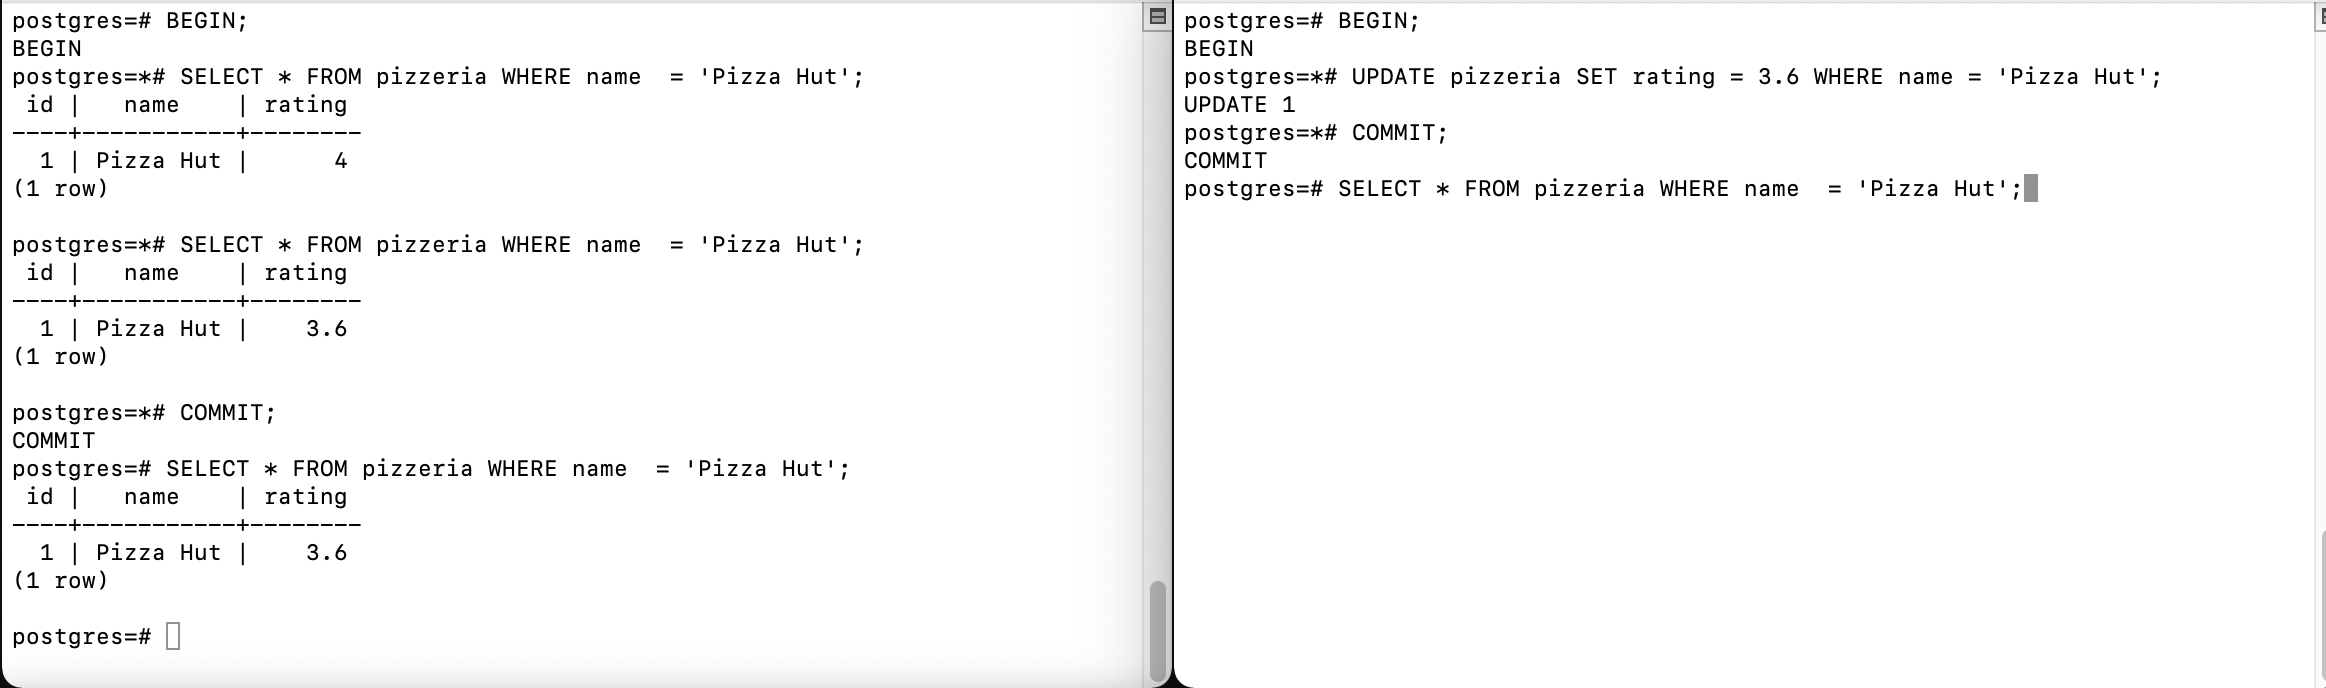 postgres=# BEGIN;
BEGIN
postgres=*# SELECT * FROM pizzeria WHERE name  = 'Pizza Hut';
 id |   name    | rating
----+-----------+--------
  1 | Pizza Hut |      4
(1 row)
postgres=*# SELECT * FROM pizzeria WHERE name  = 'Pizza Hut';
 id |   name    | rating
----+-----------+--------
  1 | Pizza Hut |    3.6
(1 row)
postgres=*# COMMIT;
COMMIT
postgres=# SELECT * FROM pizzeria WHERE name  = 'Pizza Hut';
 id |   name    | rating
----+-----------+--------
  1 | Pizza Hut |    3.6
(1 row)
postgres=#
postgres=# BEGIN;
BEGIN
postgres=*# UPDATE pizzeria SET rating = 3.6 WHERE name = 'Pizza Hut';
UPDATE 1
postgres=*# COMMIT;
COMMIT
postgres=# SELECT * FROM pizzeria WHERE name  = 'Pizza Hut';